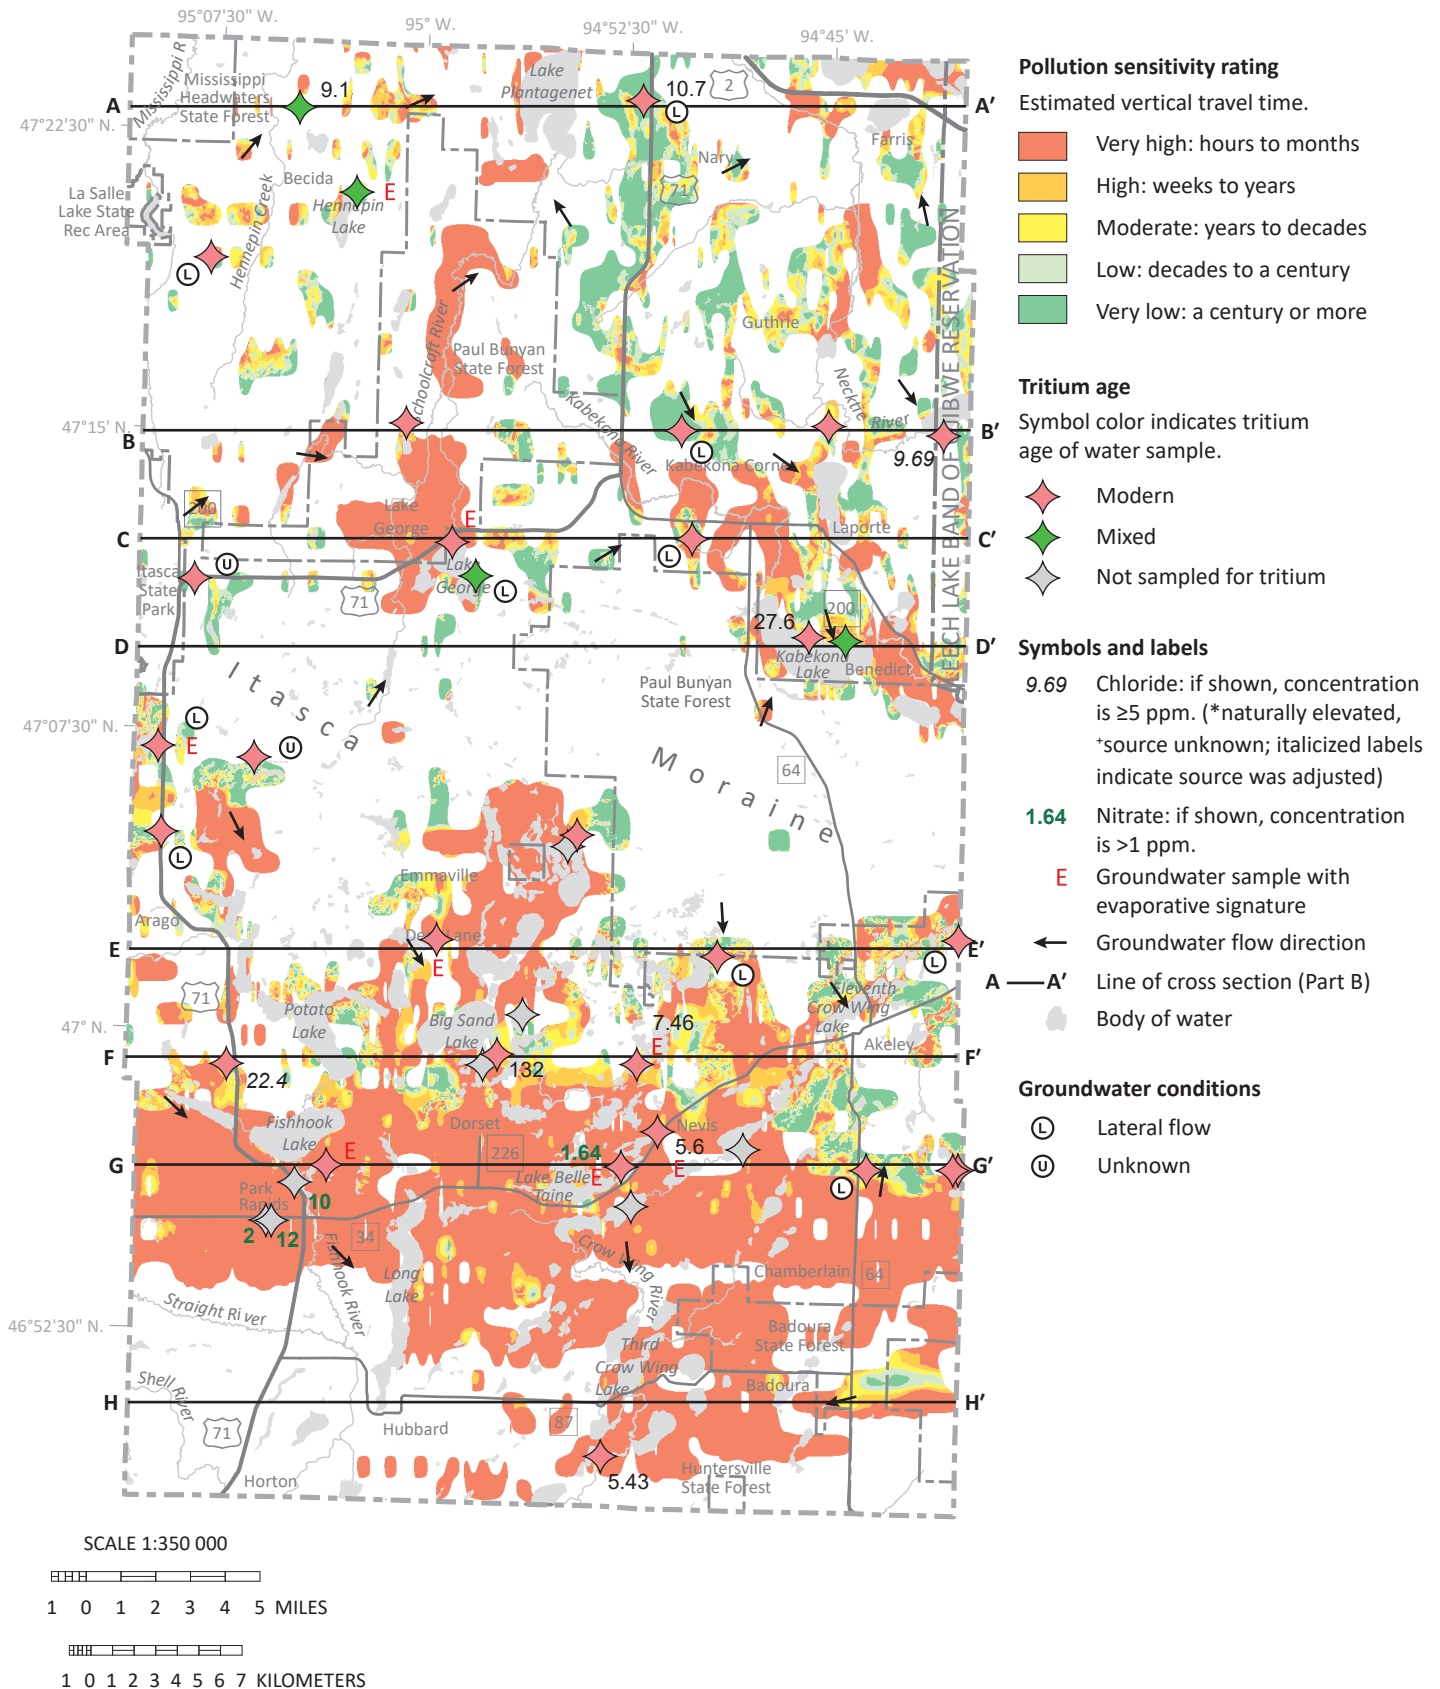 95°07'30" W.
95° W.
94°52'30" W.
94°45' W.
Mississippi R
Mississippi
Headwaters
State Forest
9.1
Lake
Plantagenet
10.7
2
L
A
A′
47°22'30" N.
Farris
Nary
71
Becida
E
Hennepin
Lake
La Salle
Lake State
Rec Area
Hennepin Creek
L
Schoolcraft River
Guthrie
Paul Bunyan
State Forest
Necktie
River
Kabekona River
LEECH LAKE BAND OF OJIBWE RESERVATION
47°15' N.
B
B′
L
9.69
Kabekona Corner
200
Lake
George
E
Laporte
C
C′
U
L
Itasca
State
Park
Lake
George
L
71
200
27.6
D
D′
Kabekona
Lake
Benedict
Itasca
Paul Bunyan
State Forest
L
47°07'30" N.
E
U
Moraine
64
L
Emmaville
Arago
Deer Lane
E
E′
E
L
L
71
Potato
Lake
Big Sand
Lake
Eleventh
Crow Wing
Lake
47° N.
7.46
E
Akeley
F
F′
22.4
132
Fishhook
Lake
Dorset
Nevis
226
1.64
5.6
E
G
G′
E
E
Lake Belle
Taine
L
Park
Rapids
10
2
12
34
Fishhook River
Long
Lake
Crow Wing River
Chamberlain
64
Straight River
46°52'30" N.
Badoura
State Forest
Third
Crow Wing
Lake
Shell River
Badoura
H
H′
Hubbard
87
71
Horton
5.43
Huntersville
State Forest
SCALE 1:350 000
1 0 1 2 3 4 5 MILES
1 0 1 2 3 4 5 6 7 KILOMETERS
Pollution sensitivity rating
Estimated vertical travel time.
Very high: hours to months
High: weeks to years
Moderate: years to decades
Low: decades to a century
Very low: a century or more
Tritium age
Symbol color indicates tritium
age of water sample.
Modern
Mixed
Not sampled for tritium
Symbols and labels
9.69 Chloride: if shown, concentration
is ≥5 ppm. (*naturally elevated,
⁺source unknown; italicized labels
indicate source was adjusted)
1.64 Nitrate: if shown, concentration
is >1 ppm.
E Groundwater sample with
evaporative signature
Groundwater flow direction
A A′ Line of cross section (Part B)
Body of water
Groundwater conditions
L Lateral flow
U Unknown